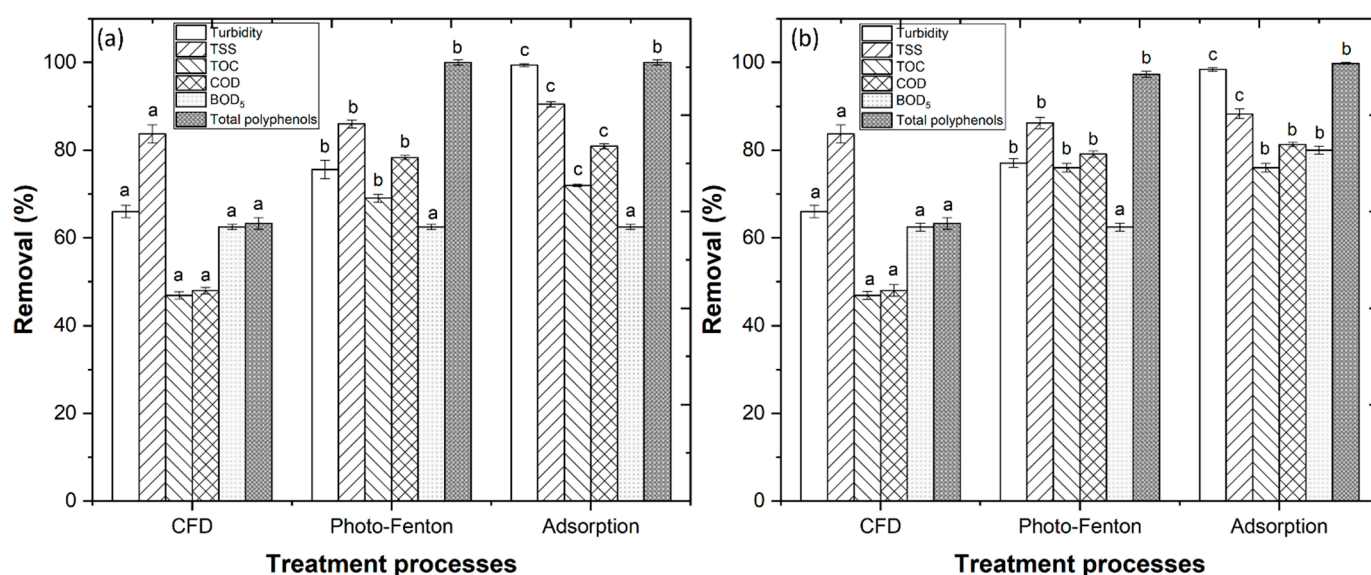 (a)
Turbidity
TSS
TOC
COD
BOD₅
Total polyphenols
Removal (%)
100
80
60
40
20
0
a a a a a a
b b b b a b
c c c c a b
CFD Photo-Fenton Adsorption
Treatment processes
(b)
Turbidity
TSS
TOC
COD
BOD₅
Total polyphenols
Removal (%)
100
80
60
40
20
0
a a a a a a
b b b b a b
c c b b b b
CFD Photo-Fenton Adsorption
Treatment processes